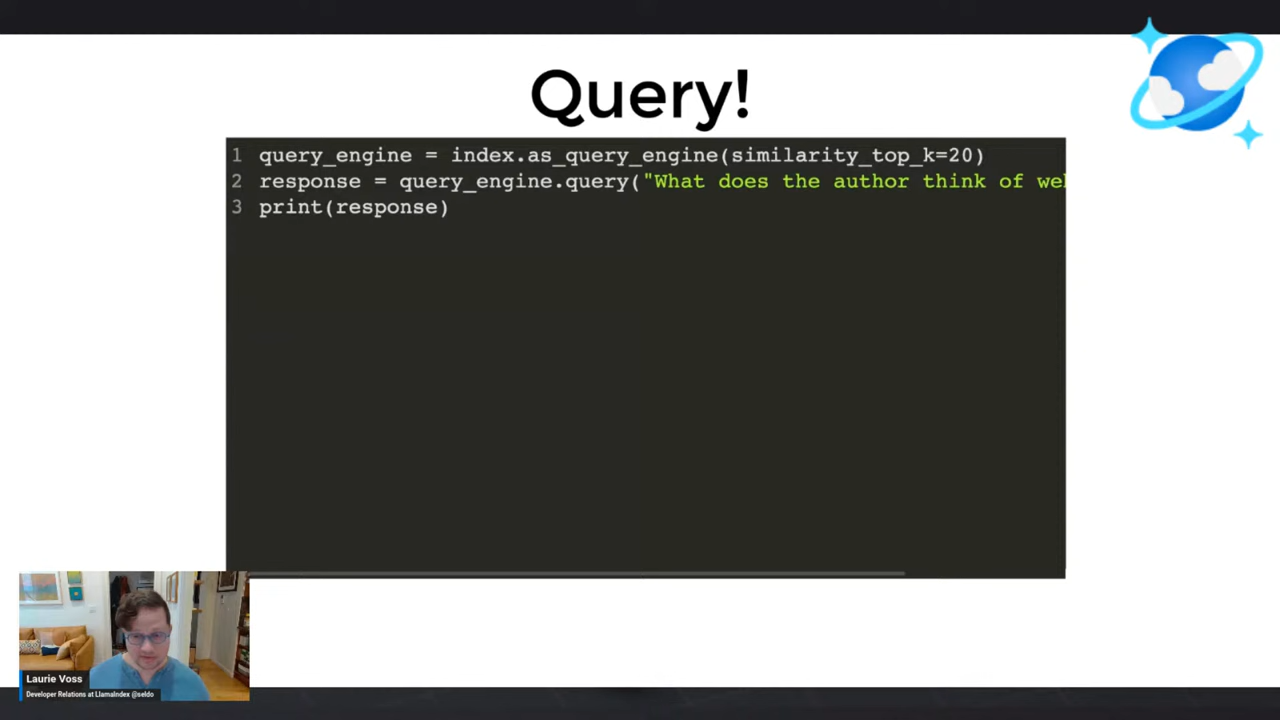 Query!
1 query_engine = index.as_query_engine(similarity_top_k=20)
2 response = query_engine.query("What does the author think of
3 print(response)
Laurie Voss
Developer Relations at LlamaIndex @seldo